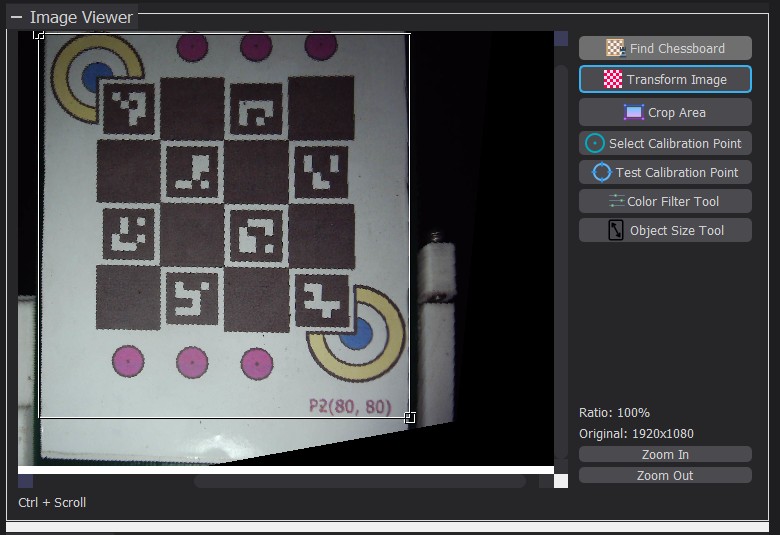 Image Viewer
Find Chessboard
Transform Image
Crop Area
Select Calibration Point
Test Calibration Point
Color Filter Tool
Object Size Tool
P2(80, 80)
Ratio: 100%
Original: 1920x1080
Zoom In
Zoom Out
Ctrl + Scroll